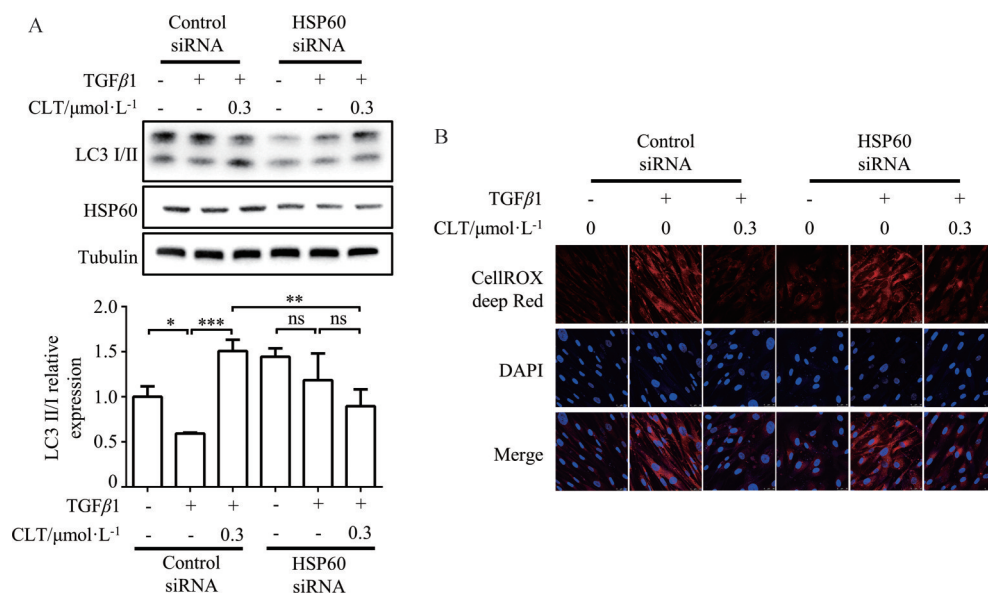 A
Control
siRNA
HSP60
siRNA
TGFβ1 - + + - + +
CLT/μmol·L-1 - - 0.3 - - 0.3
LC3 I/II
HSP60
Tubulin
2.0
1.5
1.0
0.5
0.0
LC3 II/I relative
expression
* *** ** ns ns
TGFβ1 - + + - + +
CLT/μmol·L-1 - - 0.3 - - 0.3
Control
siRNA
HSP60
siRNA
B
Control
siRNA
HSP60
siRNA
TGFβ1 - + + - + +
CLT/μmol·L-1 0 0 0.3 0 0 0.3
CellROX
deep Red
DAPI
Merge